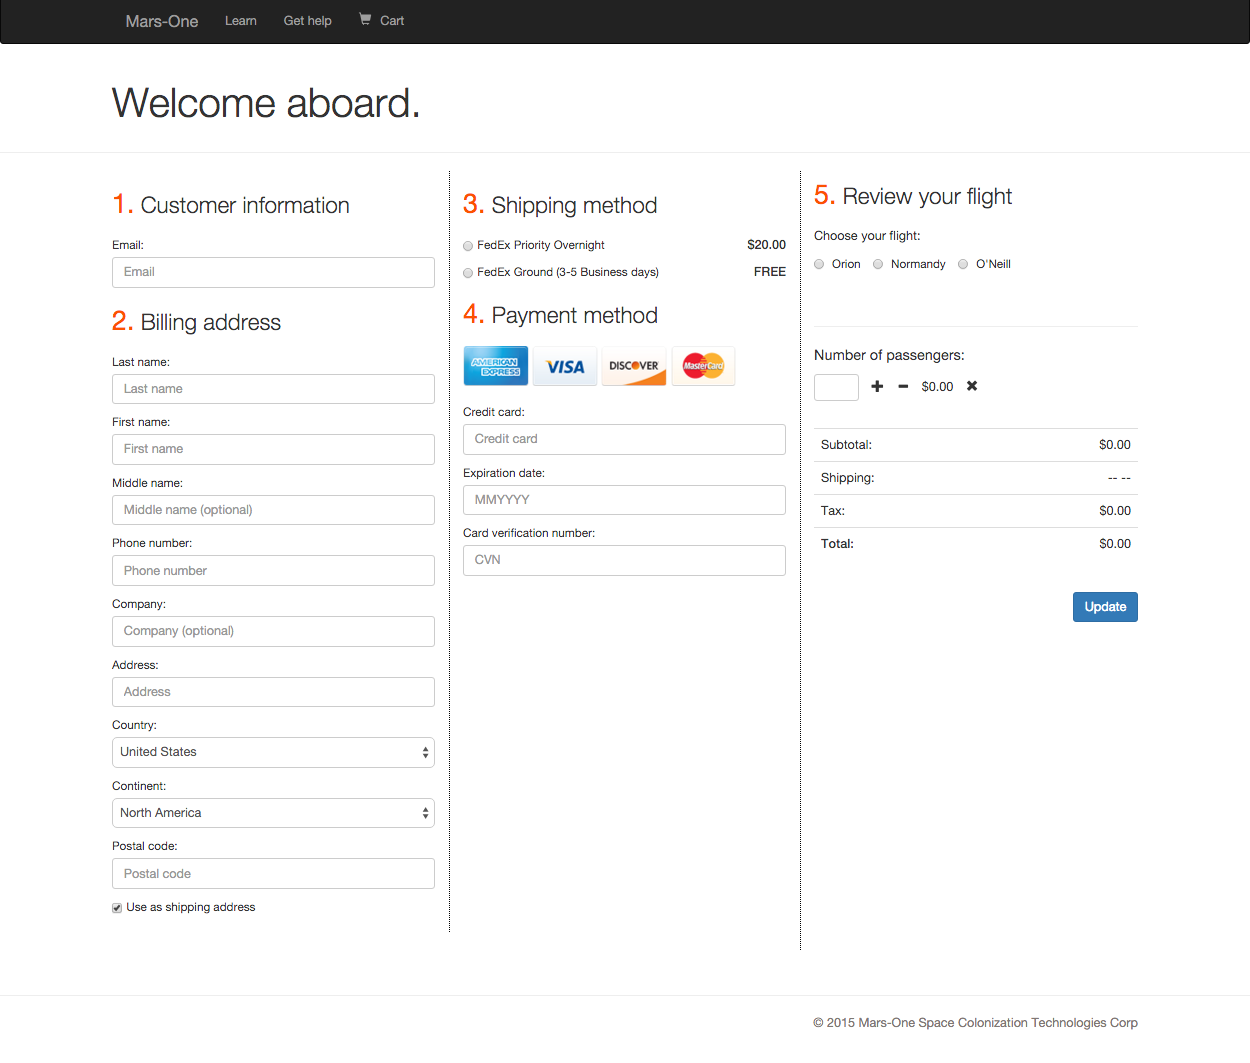 Mars-One Learn Get help Cart
Welcome aboard.
1. Customer information
Email:
Email
2. Billing address
Last name:
Last name
First name:
First name
Middle name:
Middle name (optional)
Phone number:
Phone number
Company:
Company (optional)
Address:
Address
Country:
United States
Continent:
North America
Postal code:
Postal code
Use as shipping address
3. Shipping method
FedEx Priority Overnight $20.00
FedEx Ground (3-5 Business days) FREE
4. Payment method
AMERICAN EXPRESS VISA DISCOVER MasterCard
Credit card:
Credit card
Expiration date:
MMYYYY
Card verification number:
CVN
5. Review your flight
Choose your flight:
Orion Normandy O'Neill
Number of passengers:
$0.00
Subtotal: $0.00
Shipping: -- --
Tax: $0.00
Total: $0.00
Update
© 2015 Mars-One Space Colonization Technologies Corp